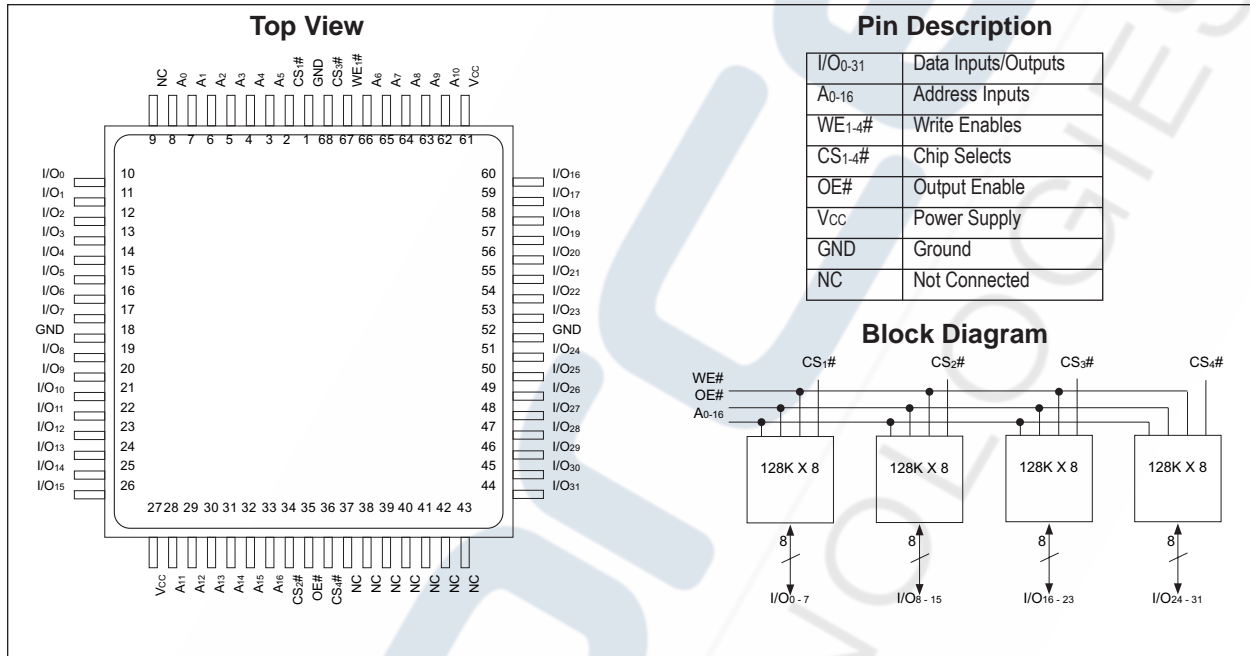 Top View
NC
A0
A1
A2
A3
A4
A5
CS1#
GND
CS3#
WE1#
A6
A7
A8
A9
A10
VCC
9 8 7 6 5 4 3 2 1 68 67 66 65 64 63 62 61
I/O0 10
I/O1 11
I/O2 12
I/O3 13
I/O4 14
I/O5 15
I/O6 16
I/O7 17
GND 18
I/O8 19
I/O9 20
I/O10 21
I/O11 22
I/O12 23
I/O13 24
I/O14 25
I/O15 26
60 I/O16
59 I/O17
58 I/O18
57 I/O19
56 I/O20
55 I/O21
54 I/O22
53 I/O23
52 GND
51 I/O24
50 I/O25
49 I/O26
48 I/O27
47 I/O28
46 I/O29
45 I/O30
44 I/O31
27 28 29 30 31 32 33 34 35 36 37 38 39 40 41 42 43
VCC
A11
A12
A13
A14
A15
A16
CS2#
OE#
CS4#
NC
NC
NC
NC
NC
NC
NC
Pin Description
I/O0-31 Data Inputs/Outputs
A0-16 Address Inputs
WE1-4# Write Enables
CS1-4# Chip Selects
OE# Output Enable
VCC Power Supply
GND Ground
NC Not Connected
Block Diagram
CS1# CS2# CS3# CS4#
WE#
OE#
A0-16
128K X 8 128K X 8 128K X 8 128K X 8
8 8 8 8
I/O0 - 7 I/O8 - 15 I/O16 - 23 I/O24 - 31